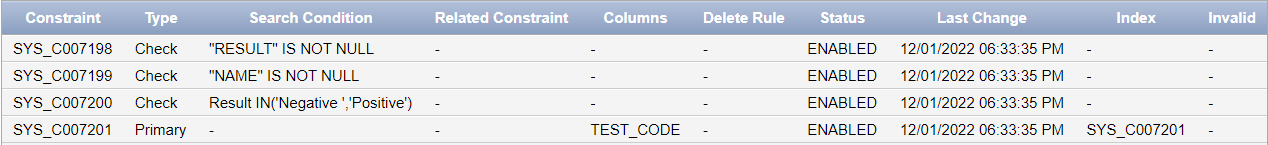 Constraint Type Search Condition Related Constraint Columns Delete Rule Status Last Change Index Invalid
SYS_C007198 Check "RESULT" IS NOT NULL - - - ENABLED 12/01/2022 06:33:35 PM - -
SYS_C007199 Check "NAME" IS NOT NULL - - - ENABLED 12/01/2022 06:33:35 PM - -
SYS_C007200 Check Result IN('Negative ','Positive') - - - ENABLED 12/01/2022 06:33:35 PM - -
SYS_C007201 Primary - - TEST_CODE - ENABLED 12/01/2022 06:33:35 PM SYS_C007201 -